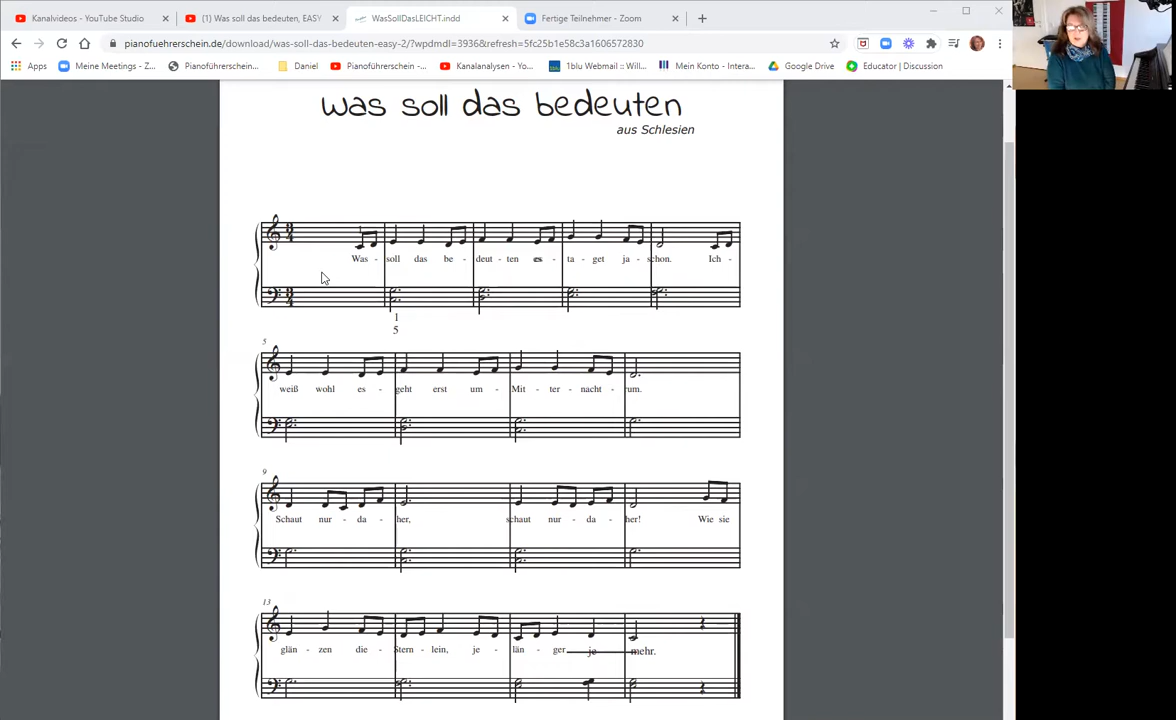 Kanalvideos - YouTube Studio
(1) Was soll das bedeuten, EASY
WasSollDasLEICHT.indd
Fertige Teilnehmer - Zoom
pianofuehrerschein.de/download/was-soll-das-bedeuten-easy-2/?wpdmdl=3936&refresh=5fc25b1e58c3a1606572830
Apps
Meine Meetings - Z...
Pianoführerschein...
Daniel
Pianoführerschein -...
Kanalanalysen - Yo...
1blu Webmail :: Will...
Mein Konto - Intera...
Google Drive
Educator | Discussion
was soll das bedeuten
aus Schlesien
1
3 4
Was - soll das be - deut - ten es - ta - get ja - schon. Ich -
3 4
1
5
5
weiß wohl es - geht erst um - Mit - ter - nacht - rum.
9
Schaut nur - da - her, schaut nur - da - her! Wie sie
13
glän - zen die - Stern - lein, je - län - ger je mehr.